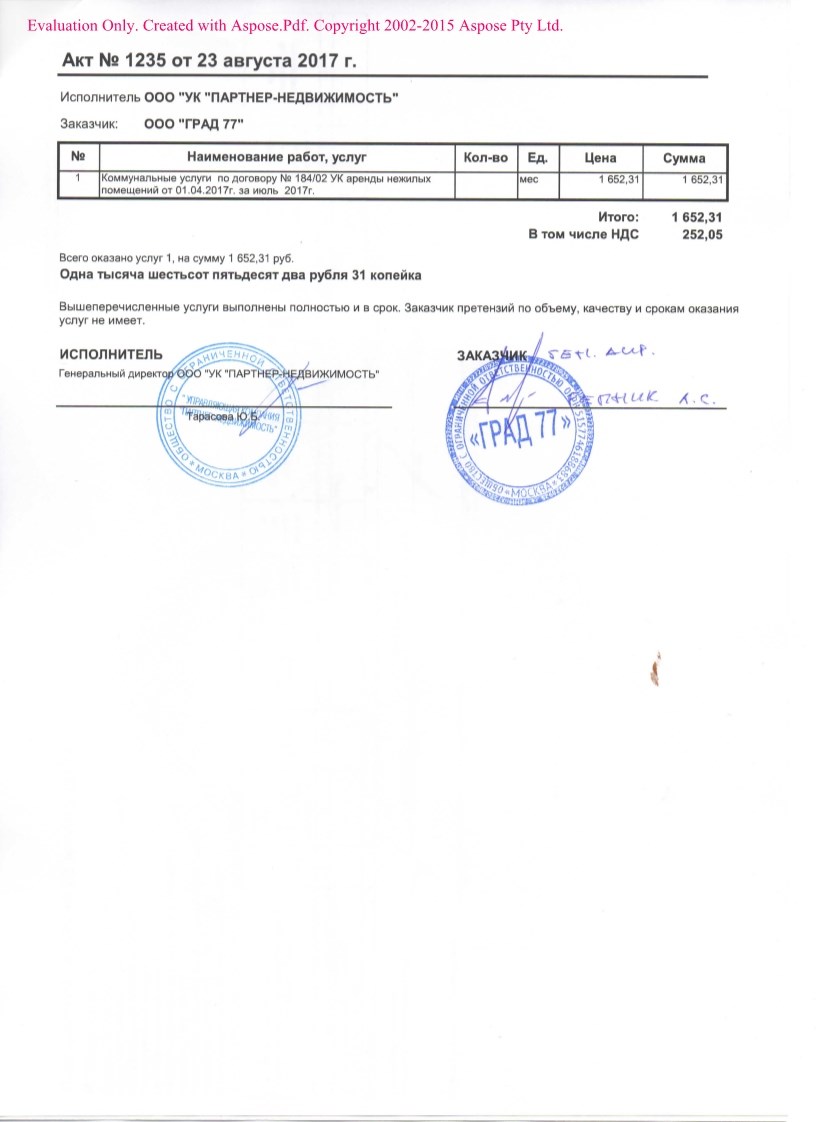 Evaluation Only. Created with Aspose.Pdf. Copyright 2002-2015 Aspose Pty Ltd.
Акт № 1235 от 23 августа 2017 г.
Исполнитель ООО "УК "ПАРТНЕР-НЕДВИЖИМОСТЬ"
Заказчик: ООО "ГРАД 77"
№ Наименование работ, услуг Кол-во Ед. Цена Сумма
1 Коммунальные услуги по договору № 184/02 УК аренды нежилых мес 1 652,31 1 652,31
помещений от 01.04.2017г. за июль 2017г.
Итого: 1 652,31
В том числе НДС 252,05
Всего оказано услуг 1, на сумму 1 652,31 руб.
Одна тысяча шестьсот пятьдесят два рубля 31 копейка
Вышеперечисленные услуги выполнены полностью и в срок. Заказчик претензий по объему, качеству и срокам оказания
услуг не имеет.
ИСПОЛНИТЕЛЬ ЗАКАЗЧИК ген. дир.
Генеральный директор ООО "УК "ПАРТНЕР-НЕДВИЖИМОСТЬ"
Тарасова Ю.Б.
ОБЩЕСТВО С ОГРАНИЧЕННОЙ ОТВЕТСТВЕННОСТЬЮ * МОСКВА *
"УПРАВЛЯЮЩАЯ КОМПАНИЯ
"ПАРТНЕР-НЕДВИЖИМОСТЬ"
ОБЩЕСТВО С ОГРАНИЧЕННОЙ ОТВЕТСТВЕННОСТЬЮ * МОСКВА *
«ГРАД 77»